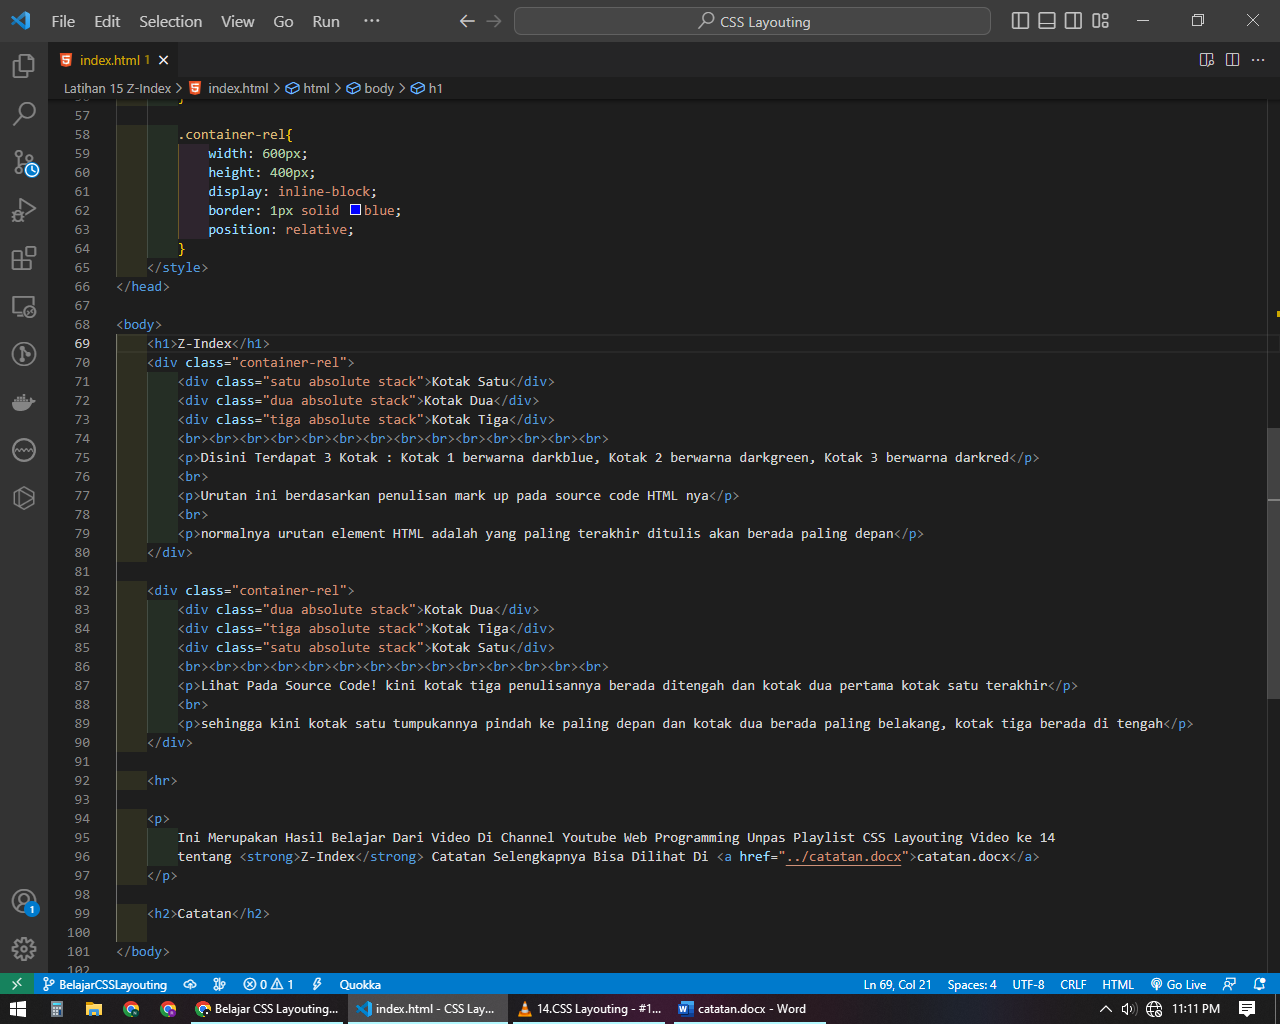 File Edit Selection View Go Run ··· CSS Layouting
index.html 1
Latihan 15 Z-Index > index.html > html > body > h1
57
58 .container-rel{
59 width: 600px;
60 height: 400px;
61 display: inline-block;
62 border: 1px solid blue;
63 position: relative;
64 }
65 </style>
66 </head>
67
68 <body>
69 <h1>Z-Index</h1>
70 <div class="container-rel">
71 <div class="satu absolute stack">Kotak Satu</div>
72 <div class="dua absolute stack">Kotak Dua</div>
73 <div class="tiga absolute stack">Kotak Tiga</div>
74 <br><br><br><br><br><br><br><br><br><br><br><br><br><br>
75 <p>Disini Terdapat 3 Kotak : Kotak 1 berwarna darkblue, Kotak 2 berwarna darkgreen, Kotak 3 berwarna darkred</p>
76 <br>
77 <p>Urutan ini berdasarkan penulisan mark up pada source code HTML nya</p>
78 <br>
79 <p>normalnya urutan element HTML adalah yang paling terakhir ditulis akan berada paling depan</p>
80 </div>
81
82 <div class="container-rel">
83 <div class="dua absolute stack">Kotak Dua</div>
84 <div class="tiga absolute stack">Kotak Tiga</div>
85 <div class="satu absolute stack">Kotak Satu</div>
86 <br><br><br><br><br><br><br><br><br><br><br><br><br><br>
87 <p>Lihat Pada Source Code! kini kotak tiga penulisannya berada ditengah dan kotak dua pertama kotak satu terakhir</p>
88 <br>
89 <p>sehingga kini kotak satu tumpukannya pindah ke paling depan dan kotak dua berada paling belakang, kotak tiga berada di tengah</p>
90 </div>
91
92 <hr>
93
94 <p>
95 Ini Merupakan Hasil Belajar Dari Video Di Channel Youtube Web Programming Unpas Playlist CSS Layouting Video ke 14
96 tentang <strong>Z-Index</strong> Catatan Selengkapnya Bisa Dilihat Di <a href="../catatan.docx">catatan.docx</a>
97 </p>
98
99 <h2>Catatan</h2>
100
101 </body>
102
1
BelajarCSSLayouting 0 1 Quokka Ln 69, Col 21 Spaces: 4 UTF-8 CRLF HTML Go Live
Belajar CSS Layouting... index.html - CSS Lay... 14.CSS Layouting - #1... catatan.docx - Word 11:11 PM